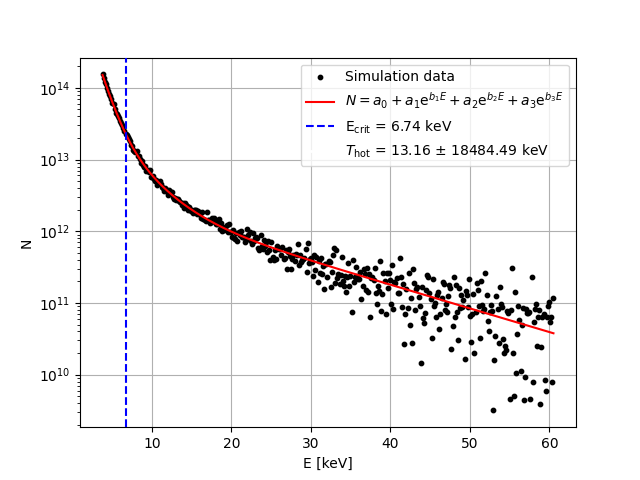 Simulation data
N = a₀ + a₁e^{b₁E} + a₂e^{b₂E} + a₃e^{b₃E}
E_crit = 6.74 keV
T_hot = 13.16 ± 18484.49 keV
10¹⁴
10¹³
10¹²
10¹¹
10¹⁰
N
10 20 30 40 50 60
E [keV]